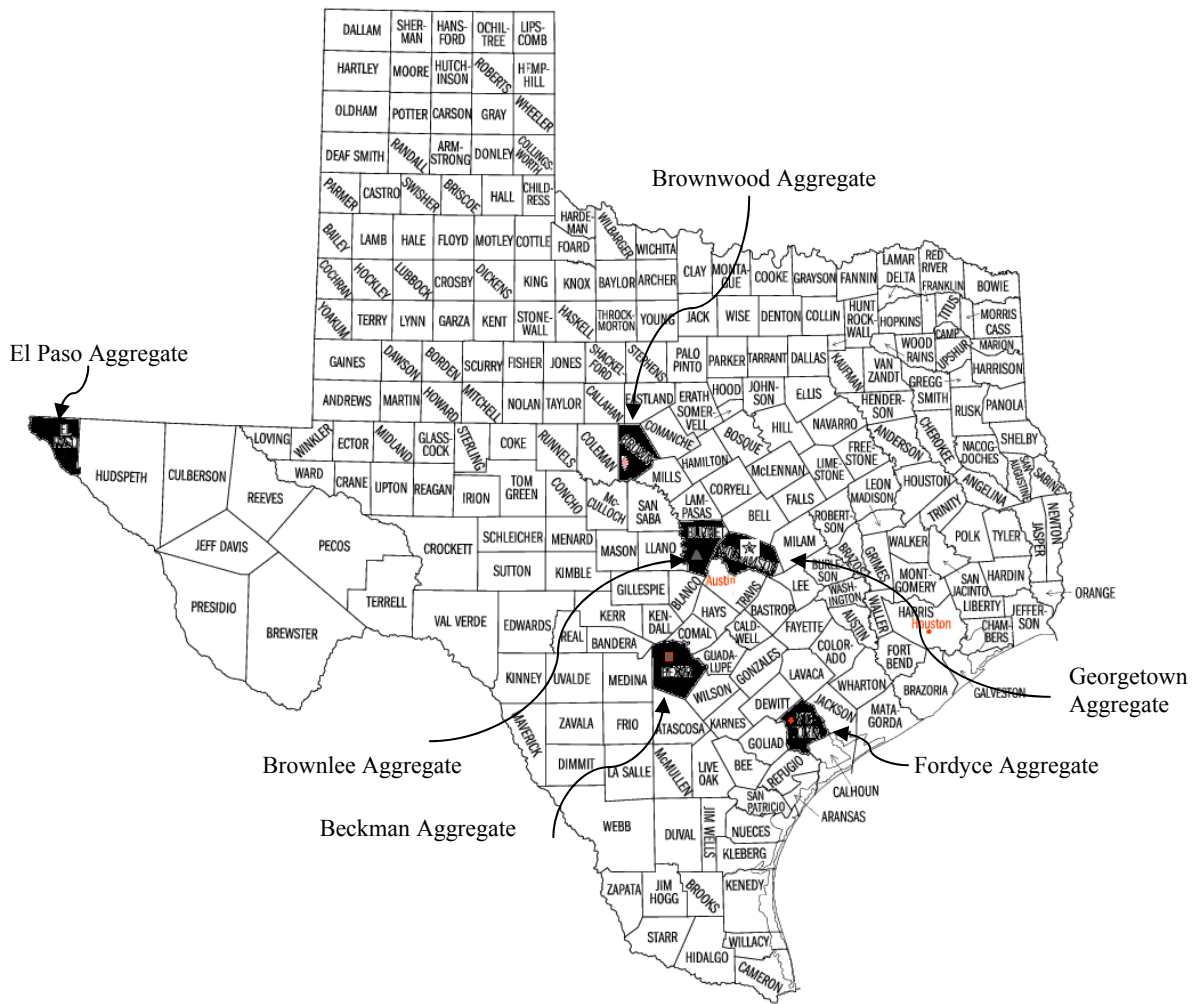 DALLAM
SHER-
MAN
HANS-
FORD
OCHIL-
TREE
LIPS-
COMB
HARTLEY
MOORE
HUTCH-
INSON
ROBERTS
HEMP-
HILL
OLDHAM
POTTER
CARSON
GRAY
WHEELER
DEAF SMITH
RANDALL
ARM-
STRONG
DONLEY
COLLINGS-
WORTH
PARMER
CASTRO
SWISHER
BRISCOE
HALL
CHILD-
RESS
Brownwood Aggregate
BAILEY
LAMB
HALE
FLOYD
MOTLEY
COTTLE
HARDE-
MAN
FOARD
WILBARGER
WICHITA
COCHRAN
HOCKLEY
LUBBOCK
CROSBY
DICKENS
KING
KNOX
BAYLOR
ARCHER
CLAY
MONTA-
GUE
COOKE
GRAYSON
FANNIN
LAMAR
DELTA
RED
RIVER
FRANKLIN
BOWIE
YOAKUM
TERRY
LYNN
GARZA
KENT
STONE-
WALL
HASKELL
THROCK-
MORTON
YOUNG
JACK
WISE
DENTON
COLLIN
HUNT
ROCK-
WALL
HOPKINS
TITUS
MORRIS
CASS
CAMP
El Paso Aggregate
GAINES
DAWSON
BORDEN
SCURRY
FISHER
JONES
SHACKEL-
FORD
STEPHENS
PALO
PINTO
PARKER
TARRANT
DALLAS
KAUFMAN
WOOD
RAINS
UPSHUR
MARION
VAN
ZANDT
HARRISON
GREGG
SMITH
ANDREWS
MARTIN
HOWARD
MITCHELL
NOLAN
TAYLOR
CALLAHAN
EASTLAND
ERATH
SOMER-
VELL
HOOD
JOHN-
SON
ELLIS
HENDER-
SON
RUSK
PANOLA
EL
LOVING
WINKLER
ECTOR
MIDLAND
GLASS-
COCK
STERLING
COKE
RUNNELS
COLEMAN
BROWN
COMANCHE
BOSQUE
HILL
NAVARRO
ANDERSON
CHEROKEE
NACOG-
DOCHES
SHELBY
HUDSPETH
CULBERSON
REEVES
WARD
CRANE
UPTON
REAGAN
IRION
TOM
GREEN
CONCHO
Mc-
CULLOCH
MILLS
HAMILTON
McLENNAN
LIME-
STONE
FREE-
STONE
SAN
AUGUSTINE
SABINE
SAN
SABA
LAM-
PASAS
CORYELL
BELL
FALLS
LEON
MADISON
HOUSTON
ANGELINA
TRINITY
NEWTON
JASPER
JEFF DAVIS
PECOS
CROCKETT
SCHLEICHER
MENARD
MASON
LLANO
BURNET
WILLIAMSON
MILAM
ROBERT-
SON
BRAZOS
GRIMES
WALKER
POLK
TYLER
SUTTON
KIMBLE
GILLESPIE
BLANCO
Austin
TRAVIS
LEE
BURLE-
SON
WASH-
INGTON
MONT-
GOMERY
SAN
JACINTO
HARDIN
ORANGE
PRESIDIO
BREWSTER
TERRELL
VAL VERDE
EDWARDS
REAL
KERR
BANDERA
KEN-
DALL
HAYS
COMAL
CALD-
WELL
BASTROP
FAYETTE
AUSTIN
WALLER
HARRIS
Houston
LIBERTY
CHAM-
BERS
JEFFER-
SON
KINNEY
UVALDE
MEDINA
BEXAR
GUADA-
LUPE
GONZALES
WILSON
LAVACA
COLOR-
ADO
FORT
BEND
WHARTON
BRAZORIA
GALVESTON
Georgetown
Aggregate
MAVERICK
ZAVALA
FRIO
ATASCOSA
KARNES
DEWITT
JACKSON
MATA-
GORDA
GOLIAD
Brownlee Aggregate
DIMMIT
LA SALLE
McMULLEN
LIVE
OAK
BEE
REFUGIO
Fordyce Aggregate
CALHOUN
SAN
PATRICIO
ARANSAS
Beckman Aggregate
WEBB
DUVAL
JIM WELLS
NUECES
KLEBERG
ZAPATA
JIM
HOGG
BROOKS
KENEDY
STARR
HIDALGO
WILLACY
CAMERON